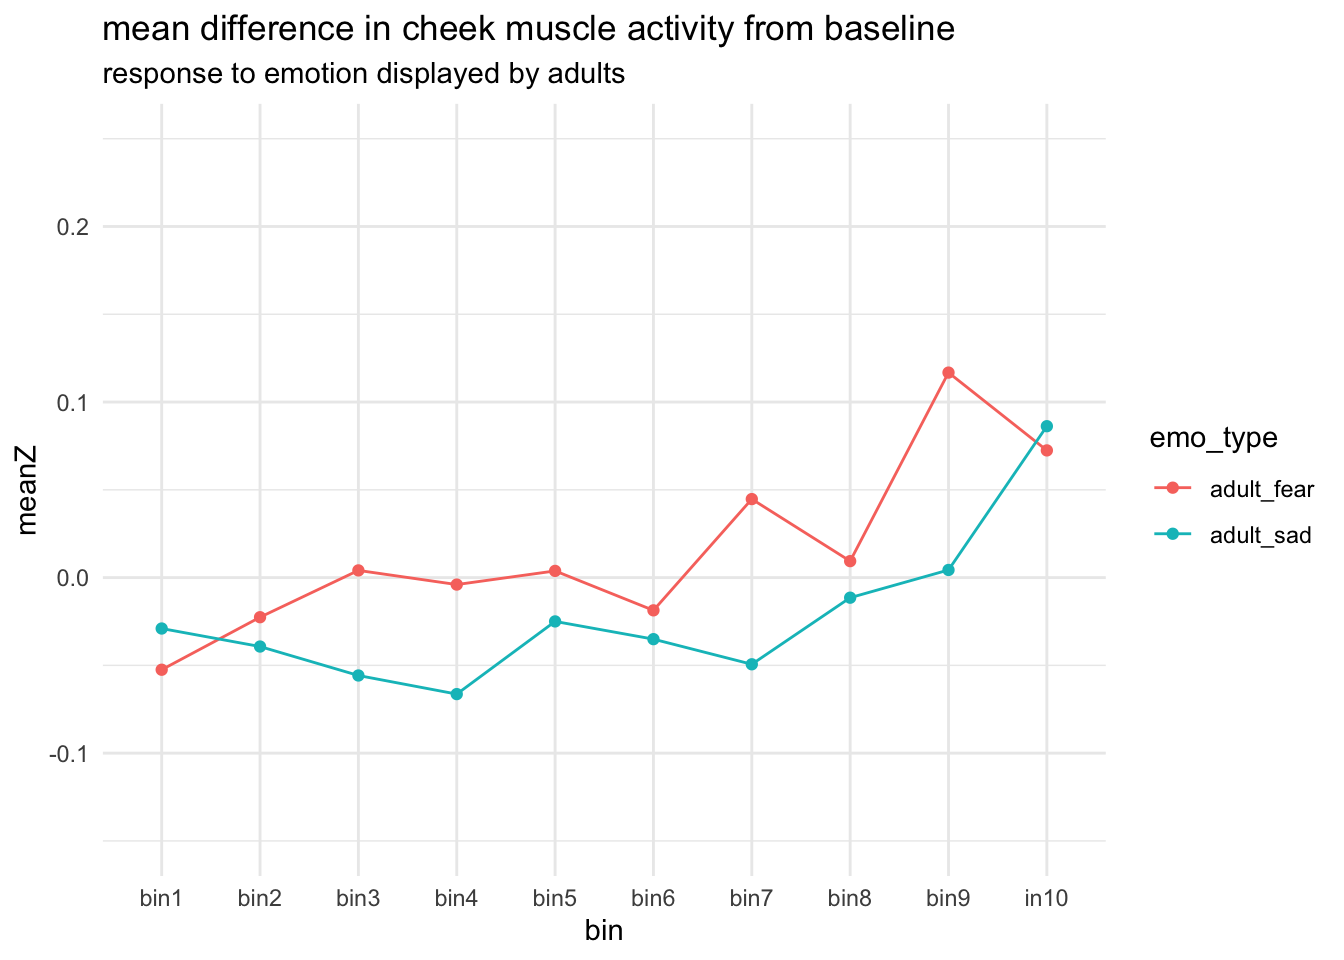 mean difference in cheek muscle activity from baseline
response to emotion displayed by adults
meanZ
0.2
0.1
0.0
-0.1
bin1 bin2 bin3 bin4 bin5 bin6 bin7 bin8 bin9 in10
bin
emo_type
adult_fear
adult_sad